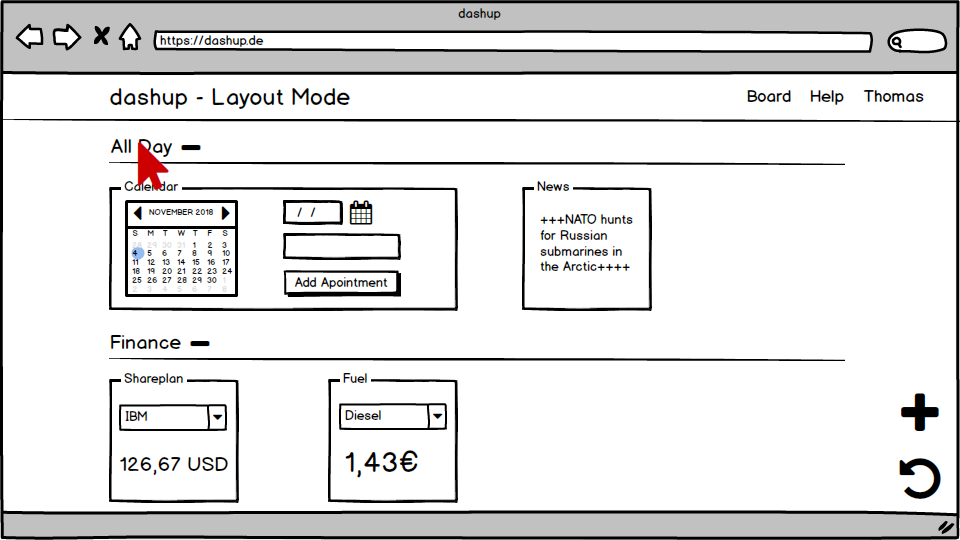 dashup
https://dashup.de
dashup - Layout Mode
Board Help Thomas
All Day
Calendar
NOVEMBER 2018
S M T W T F S
28 29 30 31 1 2 3
4 5 6 7 8 9 10
11 12 13 14 15 16 17
18 19 20 21 22 23 24
25 26 27 28 29 30 1
2 3 4 5 6 7 8
/ /
Add Apointment
News
+++NATO hunts
for Russian
submarines in
the Arctic++++
Finance
Shareplan
IBM
126,67 USD
Fuel
Diesel
1,43€